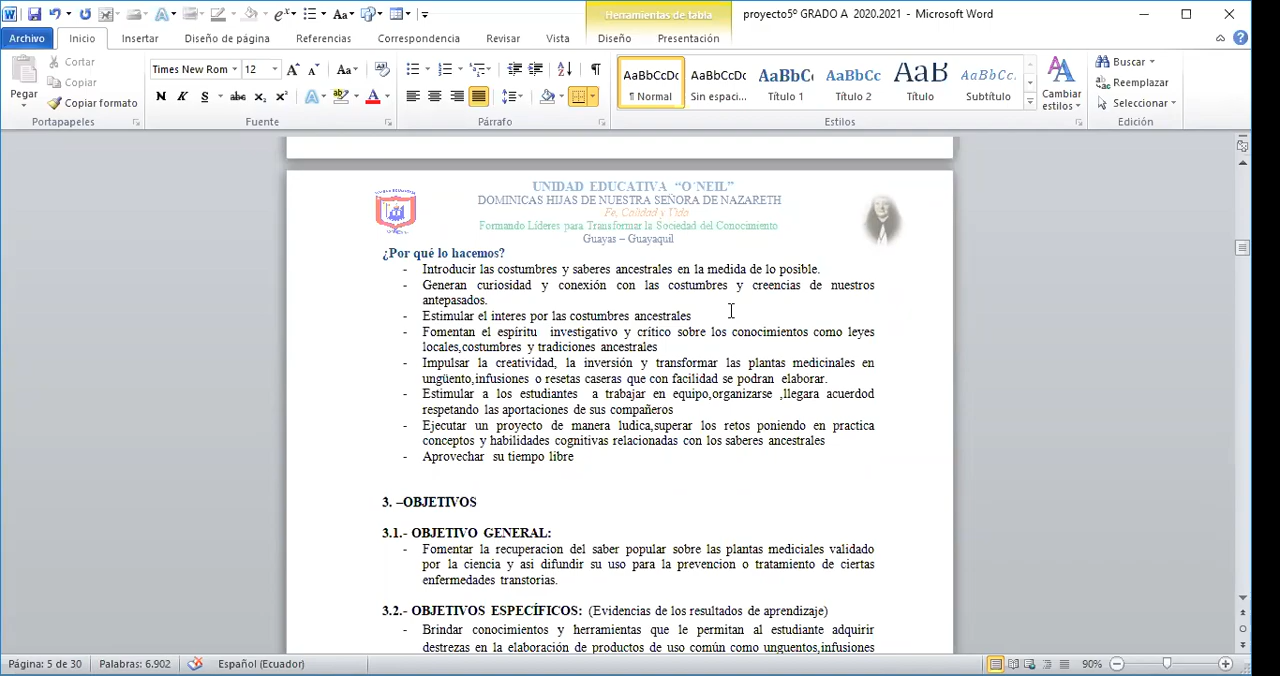 Herramientas de tabla
proyecto5º GRADO A 2020.2021 - Microsoft Word
Archivo Inicio Insertar Diseño de página Referencias Correspondencia Revisar Vista Diseño Presentación
Pegar
Cortar
Copiar
Copiar formato
Portapapeles
Times New Rom 12
Fuente
Párrafo
AaBbCcDc AaBbCcDc AaBbC AaBbCc AaB AaBbCc.
¶ Normal Sin espaci... Título 1 Título 2 Título Subtítulo
Estilos
Cambiar
estilos
Buscar
Reemplazar
Seleccionar
Edición
UNIDAD EDUCATIVA “O´NEIL”
DOMINICAS HIJAS DE NUESTRA SEÑORA DE NAZARETH
Fe, Calidad y Vida
Formando Líderes para Transformar la Sociedad del Conocimiento
Guayas – Guayaquil
¿Por qué lo hacemos?
- Introducir las costumbres y saberes ancestrales en la medida de lo posible.
- Generan curiosidad y conexión con las costumbres y creencias de nuestros
antepasados.
- Estimular el interes por las costumbres ancestrales
- Fomentan el espíritu investigativo y crítico sobre los conocimientos como leyes
locales,costumbres y tradiciones ancestrales
- Impulsar la creatividad, la inversión y transformar las plantas medicinales en
ungüento,infusiones o resetas caseras que con facilidad se podran elaborar.
- Estimular a los estudiantes a trabajar en equipo,organizarse ,llegara acuerdod
respetando las aportaciones de sus compañeros
- Ejecutar un proyecto de manera ludica,superar los retos poniendo en practica
conceptos y habilidades cognitivas relacionadas con los saberes ancestrales
- Aprovechar su tiempo libre
3. –OBJETIVOS
3.1.- OBJETIVO GENERAL:
- Fomentar la recuperacion del saber popular sobre las plantas mediciales validado
por la ciencia y asi difundir su uso para la prevencion o tratamiento de ciertas
enfermedades transtorias.
3.2.- OBJETIVOS ESPECÍFICOS: (Evidencias de los resultados de aprendizaje)
- Brindar conocimientos y herramientas que le permitan al estudiante adquirir
destrezas en la elaboración de productos de uso común como unguentos,infusiones
Página: 5 de 30 Palabras: 6.902 Español (Ecuador) 90%